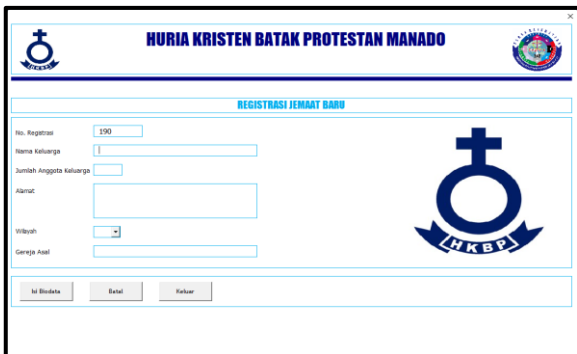 HURIA KRISTEN BATAK PROTESTAN MANADO
HKBP
REGISTRASI JEMAAT BARU
No. Registrasi 190
Nama Keluarga
Jumlah Anggota Keluarga
Alamat
Wilayah
Gereja Asal
HKBP
Isi Biodata Batal Keluar